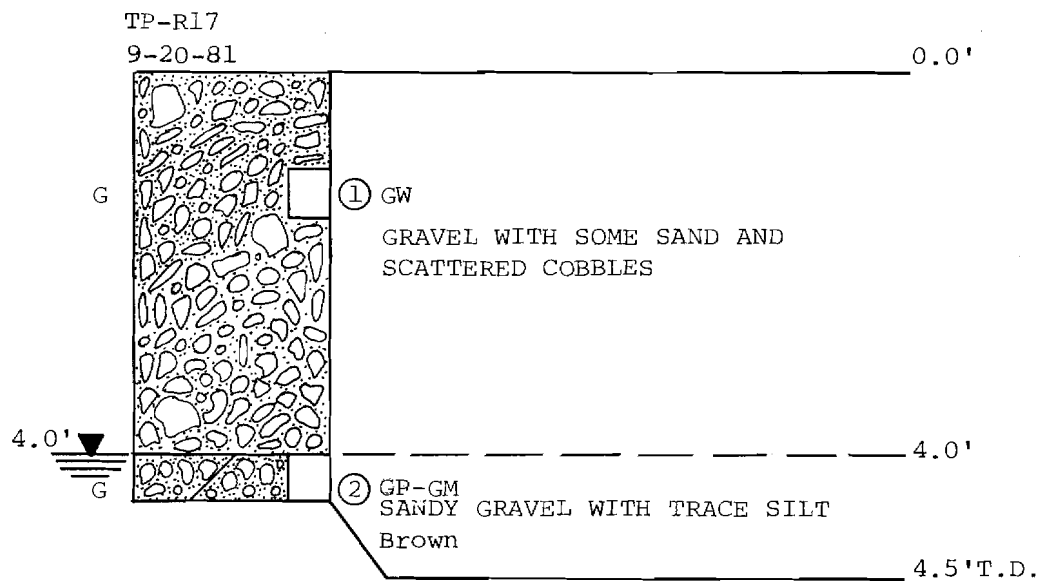 TP-R17
9-20-81
0.0'
G
① GW
GRAVEL WITH SOME SAND AND
SCATTERED COBBLES
4.0'
4.0'
G
② GP-GM
SANDY GRAVEL WITH TRACE SILT
Brown
4.5'T.D.